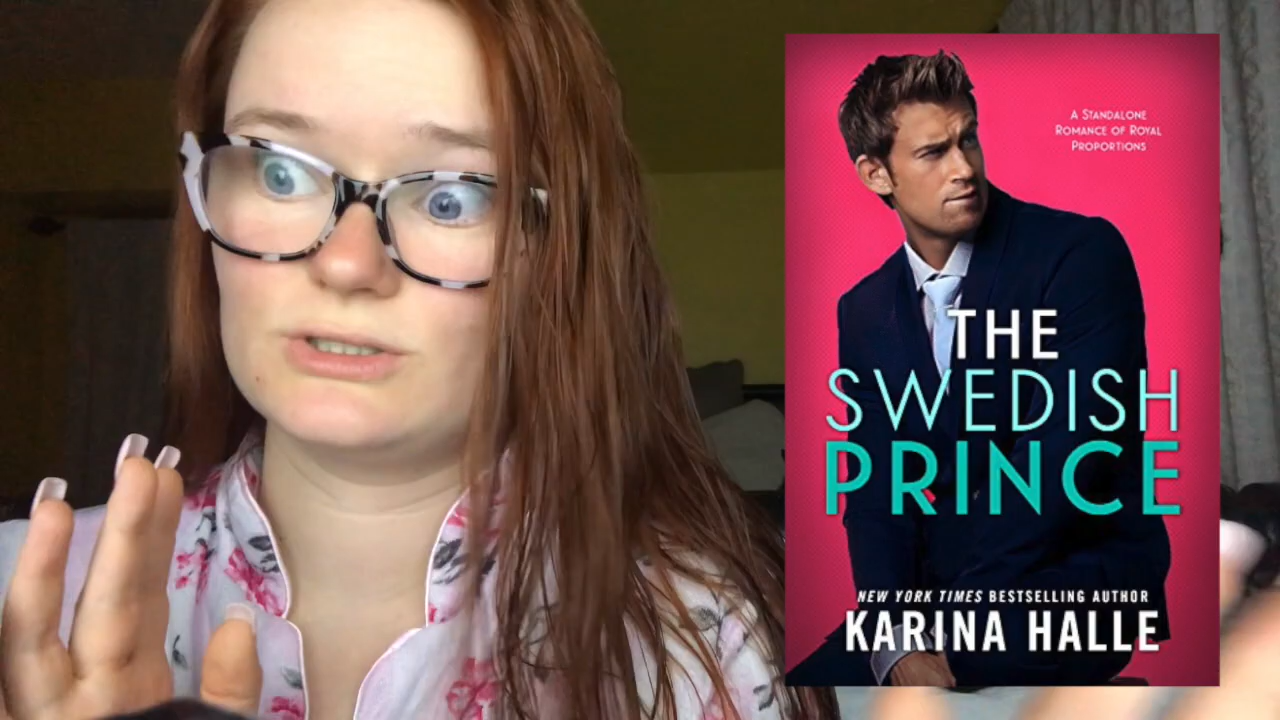 A STANDALONE
ROMANCE OF ROYAL
PROPORTIONS
THE
SWEDISH
PRINCE
NEW YORK TIMES BESTSELLING AUTHOR
KARINA HALLE